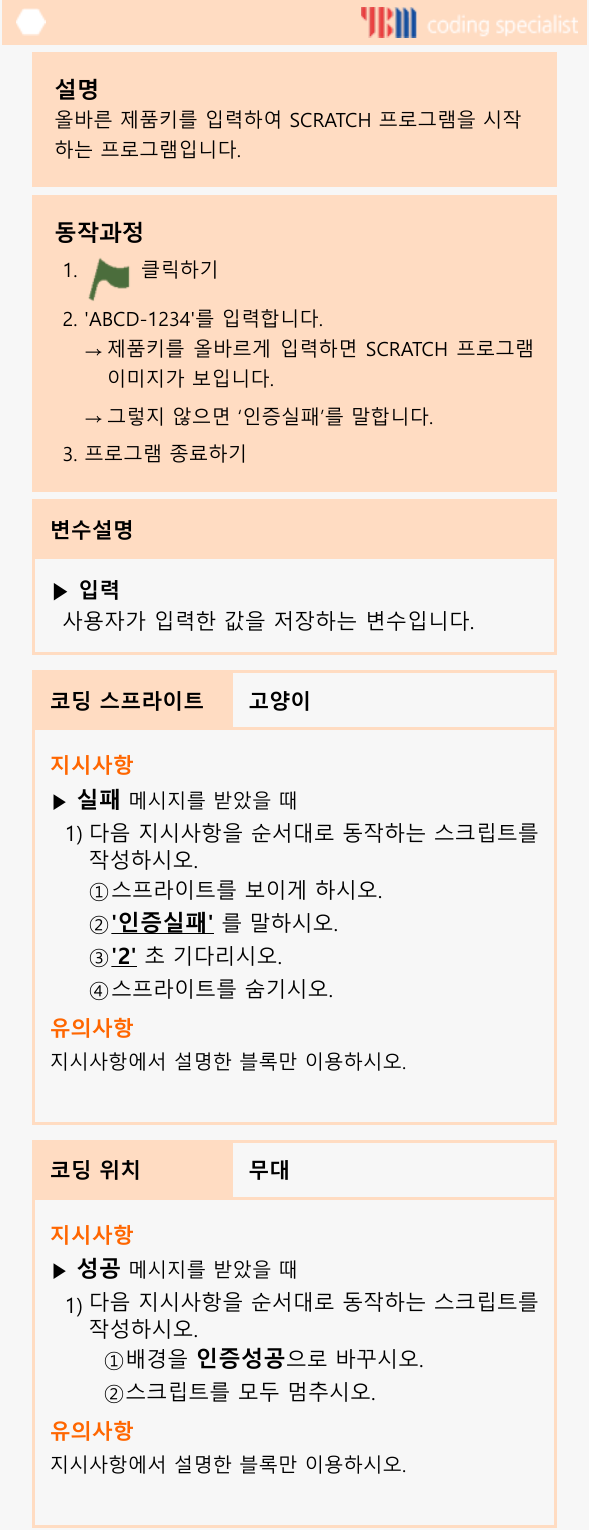 YBM coding specialist
설명
올바른 제품키를 입력하여 SCRATCH 프로그램을 시작
하는 프로그램입니다.
동작과정
1. 클릭하기
2. 'ABCD-1234'를 입력합니다.
→ 제품키를 올바르게 입력하면 SCRATCH 프로그램
이미지가 보입니다.
→ 그렇지 않으면 ‘인증실패’를 말합니다.
3. 프로그램 종료하기
변수설명
▶ 입력
사용자가 입력한 값을 저장하는 변수입니다.
코딩 스프라이트 고양이
지시사항
▶ 실패 메시지를 받았을 때
1) 다음 지시사항을 순서대로 동작하는 스크립트를
작성하시오.
①스프라이트를 보이게 하시오.
②'인증실패' 를 말하시오.
③'2' 초 기다리시오.
④스프라이트를 숨기시오.
유의사항
지시사항에서 설명한 블록만 이용하시오.
코딩 위치 무대
지시사항
▶ 성공 메시지를 받았을 때
1) 다음 지시사항을 순서대로 동작하는 스크립트를
작성하시오.
①배경을 인증성공으로 바꾸시오.
②스크립트를 모두 멈추시오.
유의사항
지시사항에서 설명한 블록만 이용하시오.